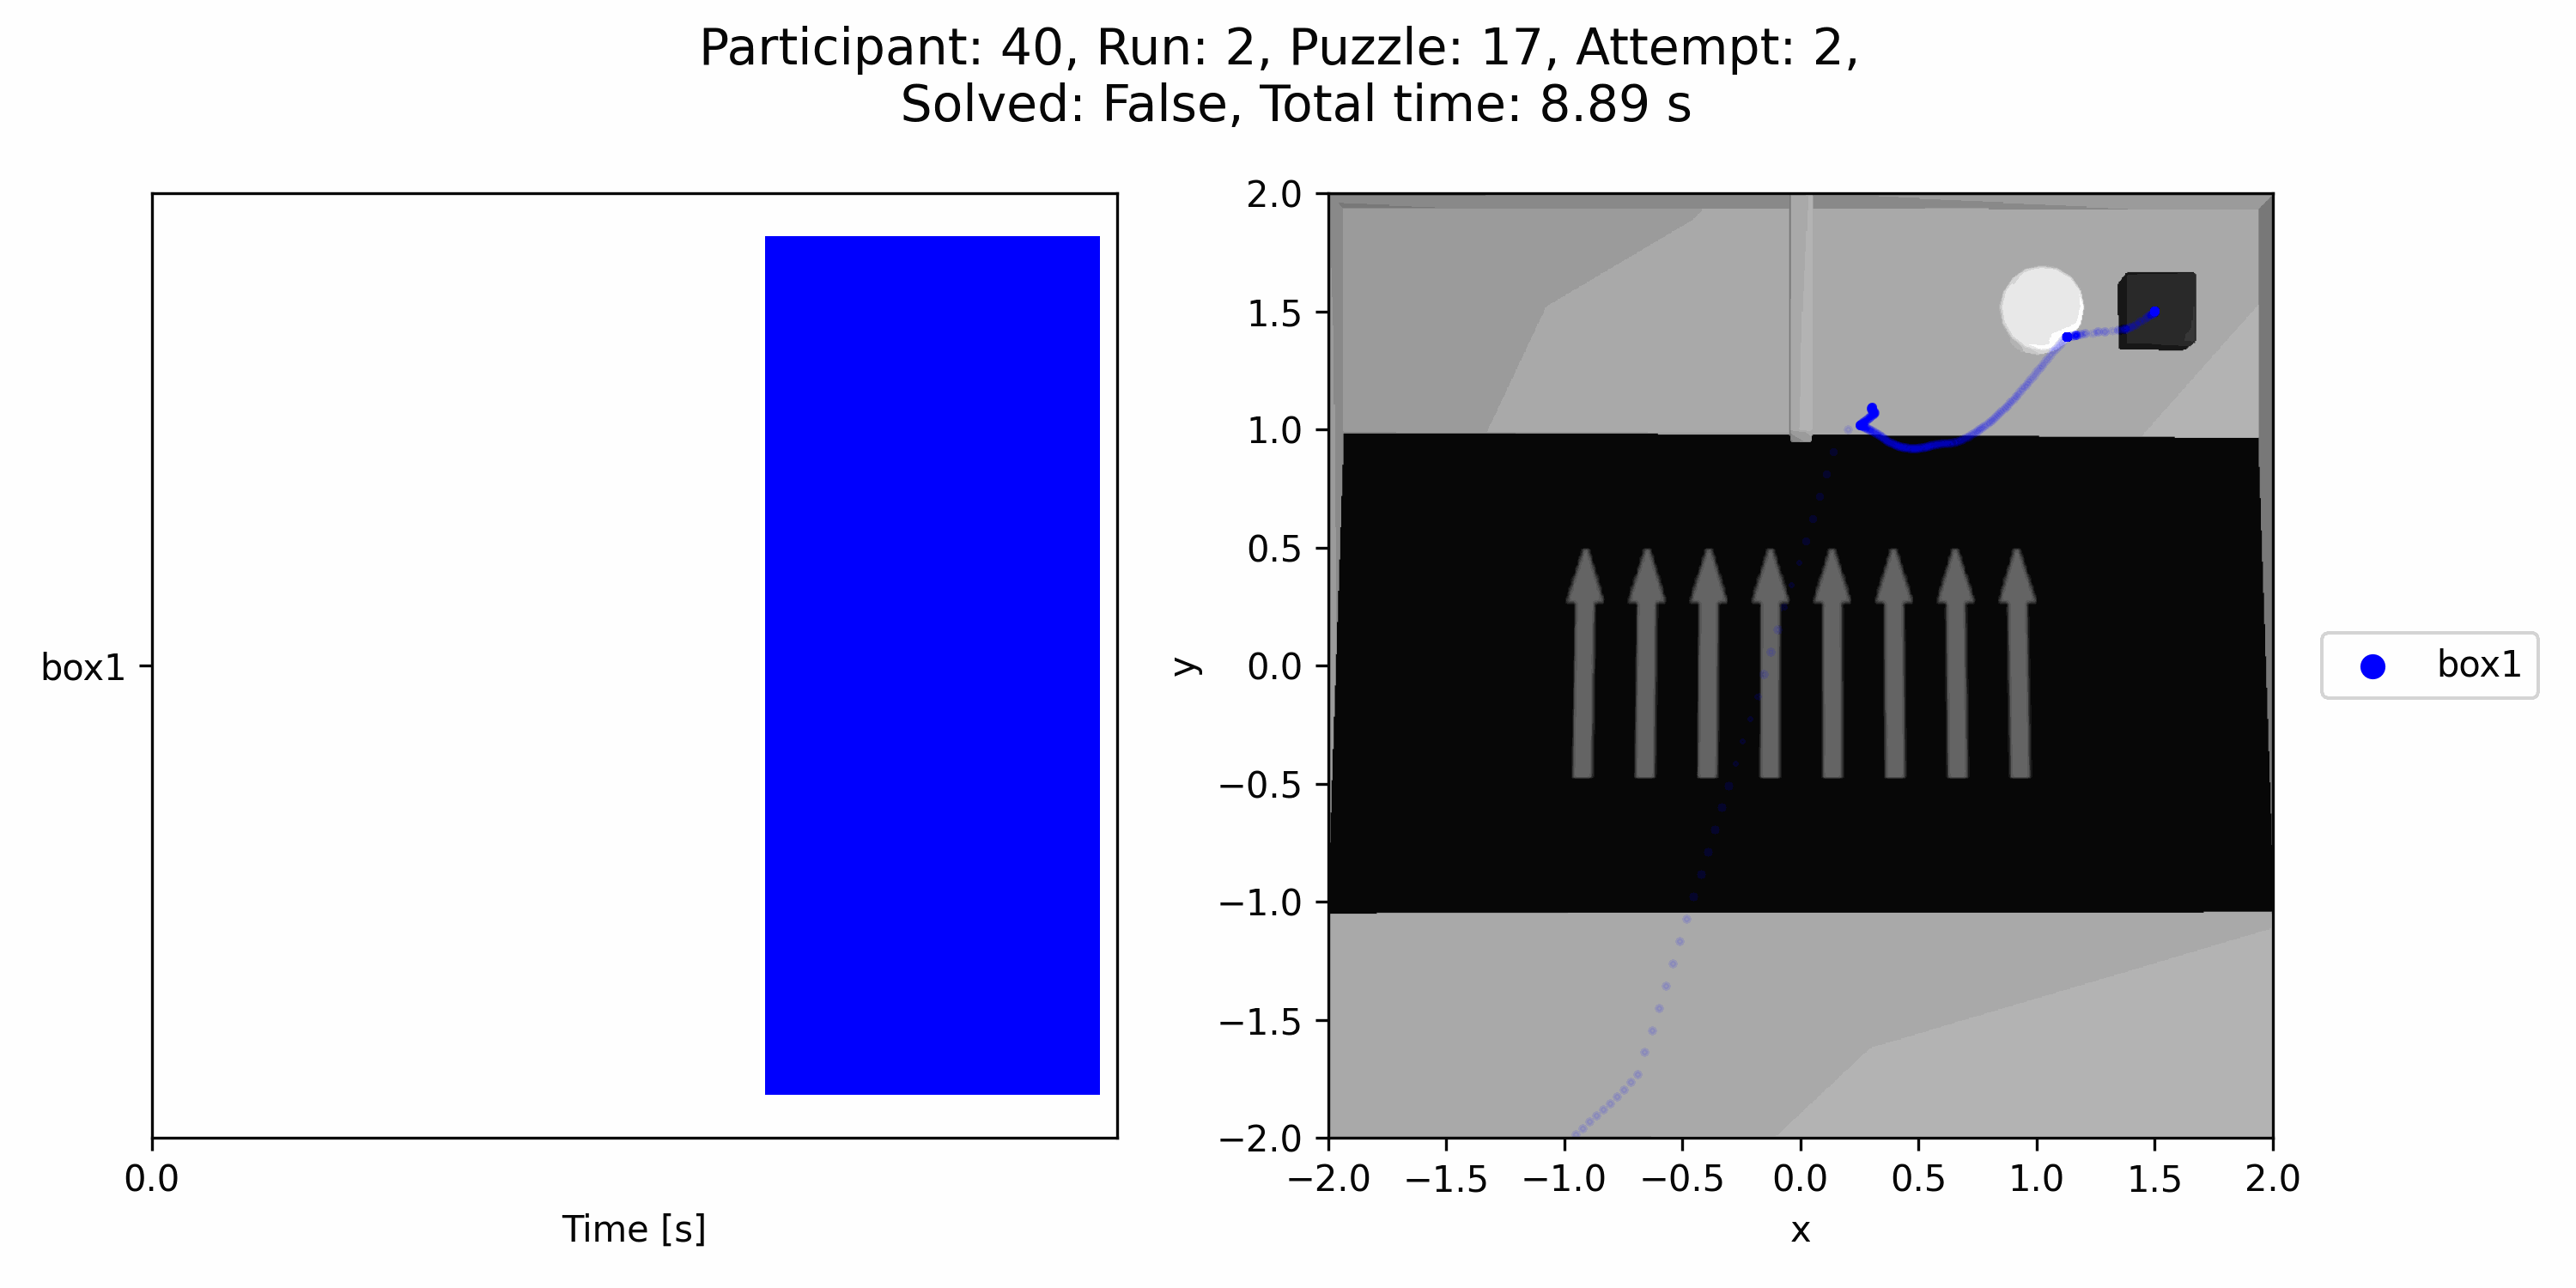 Participant: 40, Run: 2, Puzzle: 17, Attempt: 2,
Solved: False, Total time: 8.89 s
box1
0.0
Time [s]
2.0
1.5
1.0
0.5
0.0
−0.5
−1.0
−1.5
−2.0
y
−2.0 −1.5 −1.0 −0.5 0.0 0.5 1.0 1.5 2.0
x
box1